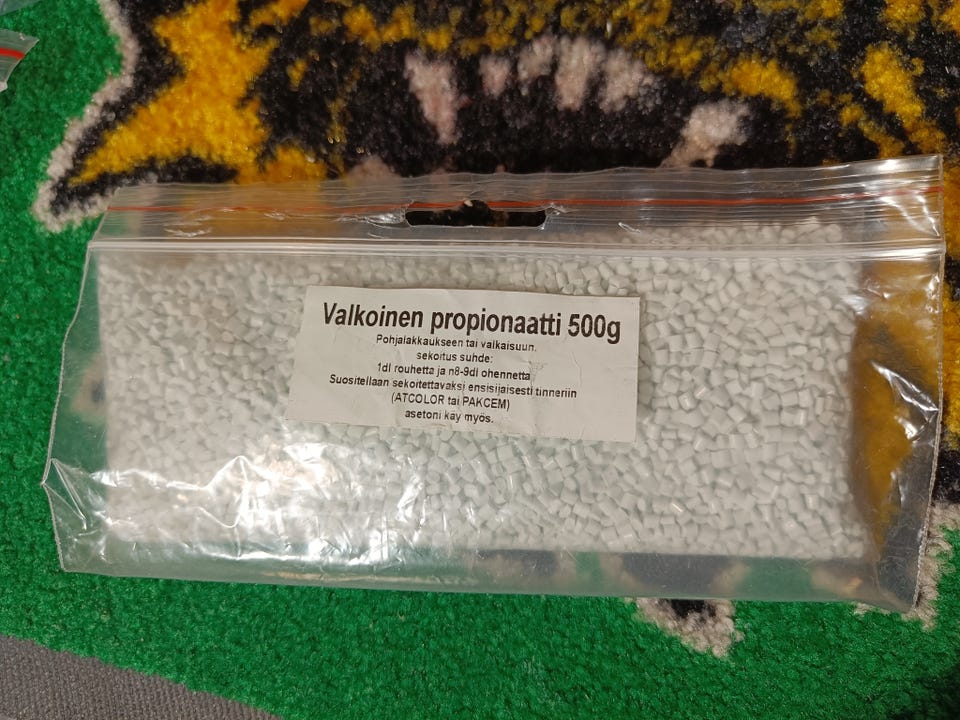 Valkoinen propionaatti 500g
Pohjalakkaukseen tai valkaisuun.
sekoitus suhde:
1dl rouhetta ja n8-9dl ohennetta
Suositellaan sekoitettavaksi ensisijaisesti tinneriin
(ATCOLOR tai PAKCEM)
asetoni käy myös.